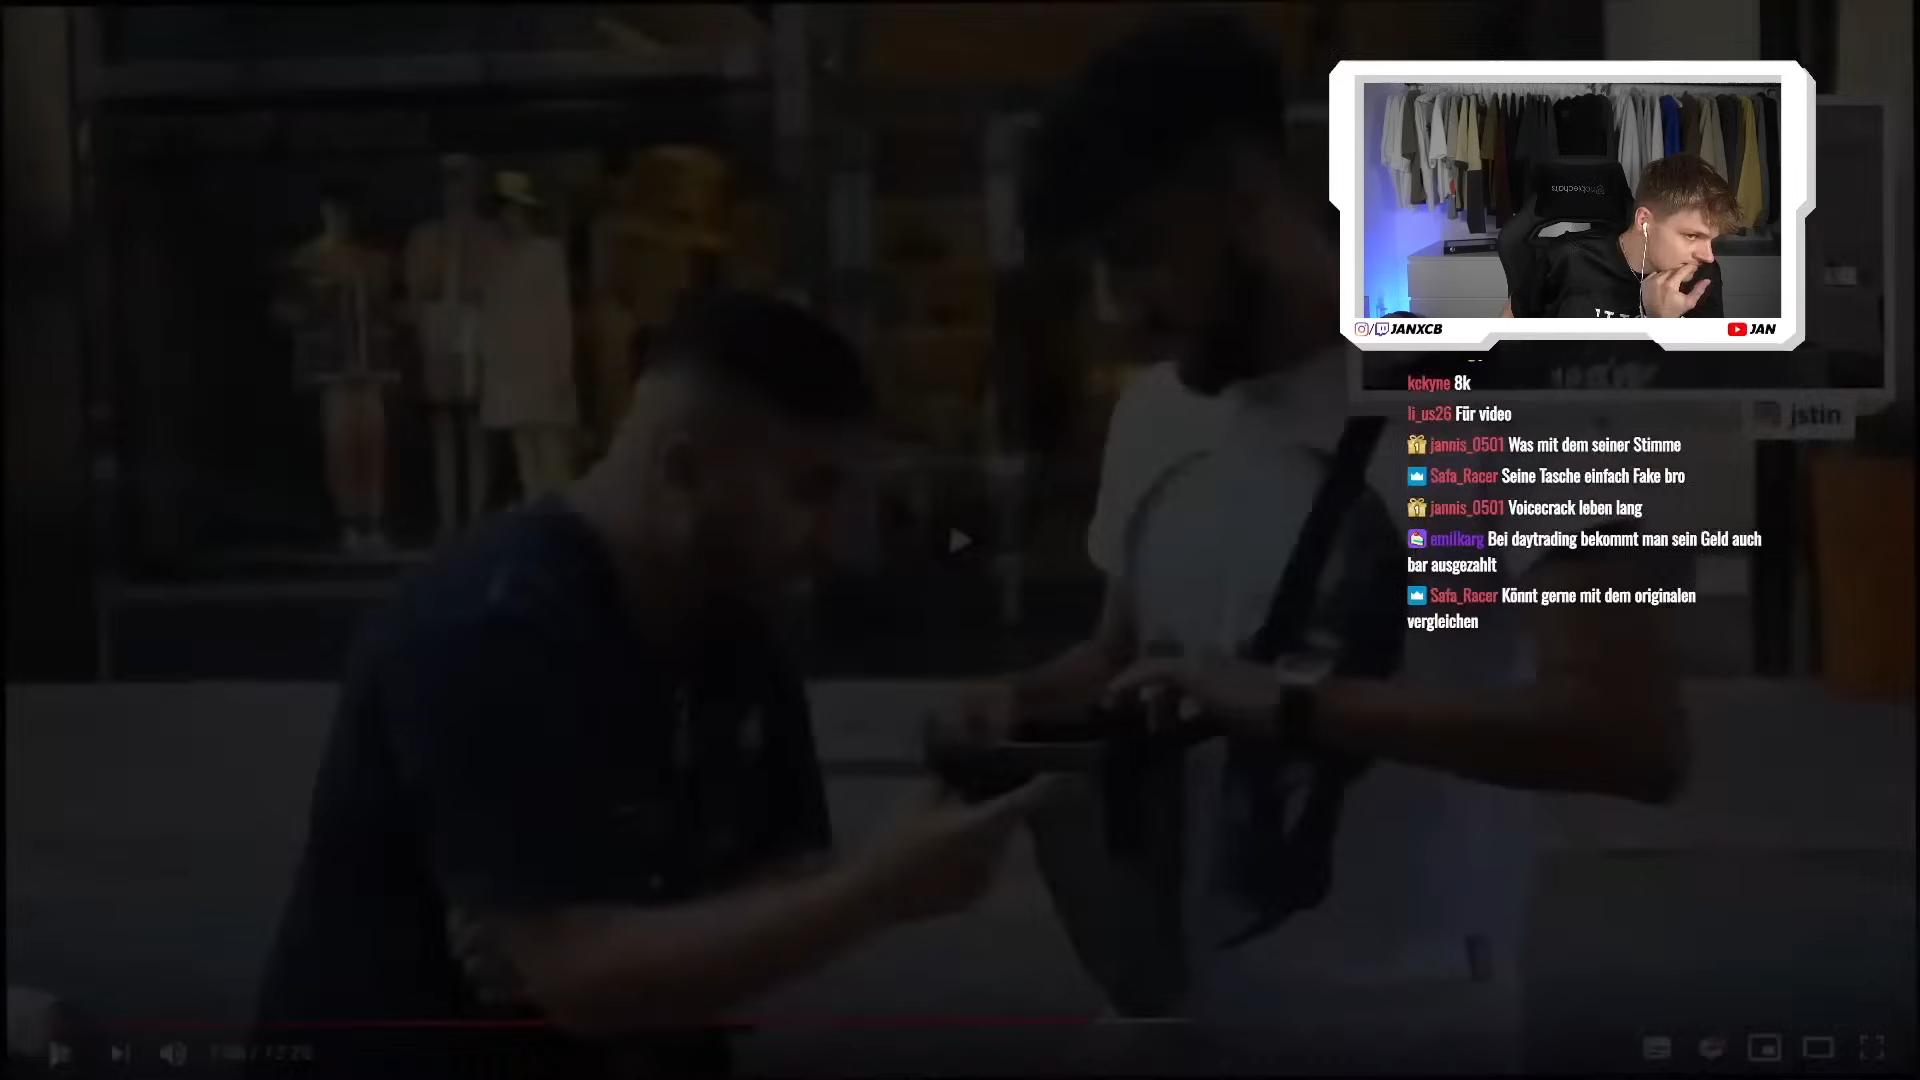 JANXCB
JAN
kckyne 8k
li_us26 Für video
jannis_0501 Was mit dem seiner Stimme
Safa_Racer Seine Tasche einfach Fake bro
jannis_0501 Voicecrack leben lang
emilkarg Bei daytrading bekommt man sein Geld auch
bar ausgezahlt
Safa_Racer Könnt gerne mit dem originalen
vergleichen
jstin